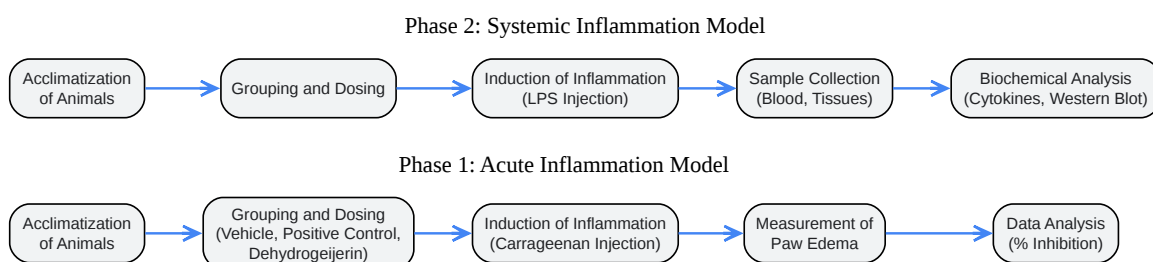 Phase 2: Systemic Inflammation Model
Acclimatization
of Animals
Grouping and Dosing
Induction of Inflammation
(LPS Injection)
Sample Collection
(Blood, Tissues)
Biochemical Analysis
(Cytokines, Western Blot)
Phase 1: Acute Inflammation Model
Acclimatization
of Animals
Grouping and Dosing
(Vehicle, Positive Control,
Dehydrogeijerin)
Induction of Inflammation
(Carrageenan Injection)
Measurement of
Paw Edema
Data Analysis
(% Inhibition)